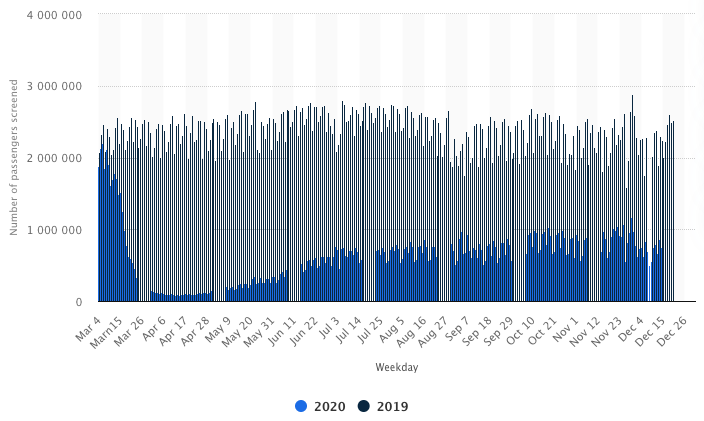 Number of passengers screened
4 000 000
3 000 000
2 000 000
1 000 000
0
Mar 4
Marn15
Mar 26
Apr 6
Apr 17
Apr 28
May 9
May 20
May 31
Jun 11
Jun 22
Jul 3
Jul 14
Jul 25
Aug 5
Aug 16
Aug 27
Sep 7
Sep 18
Sep 29
Oct 10
Oct 21
Nov 1
Nov 12
Nov 23
Dec 4
Dec 15
Dec 26
Weekday
2020
2019